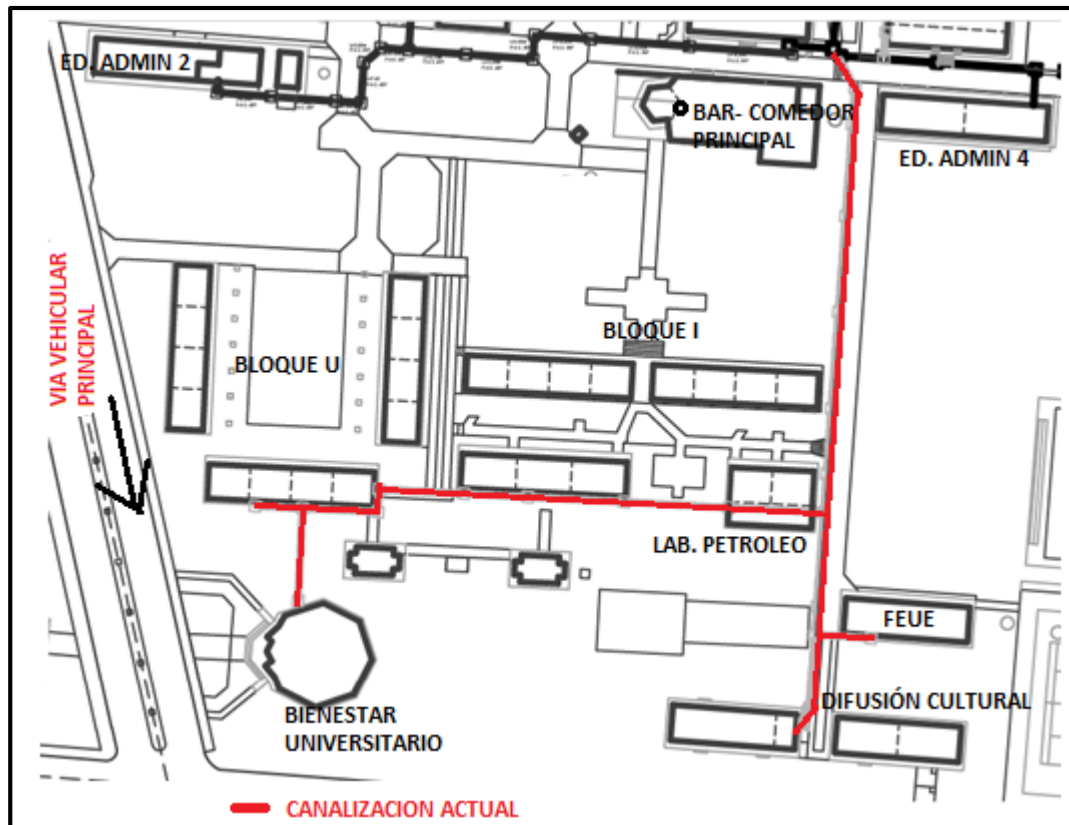 ED. ADMIN 2
BAR- COMEDOR
PRINCIPAL
ED. ADMIN 4
VIA VEHICULAR
PRINCIPAL
BLOQUE I
BLOQUE U
LAB. PETROLEO
FEUE
DIFUSIÓN CULTURAL
BIENESTAR
UNIVERSITARIO
CANALIZACION ACTUAL